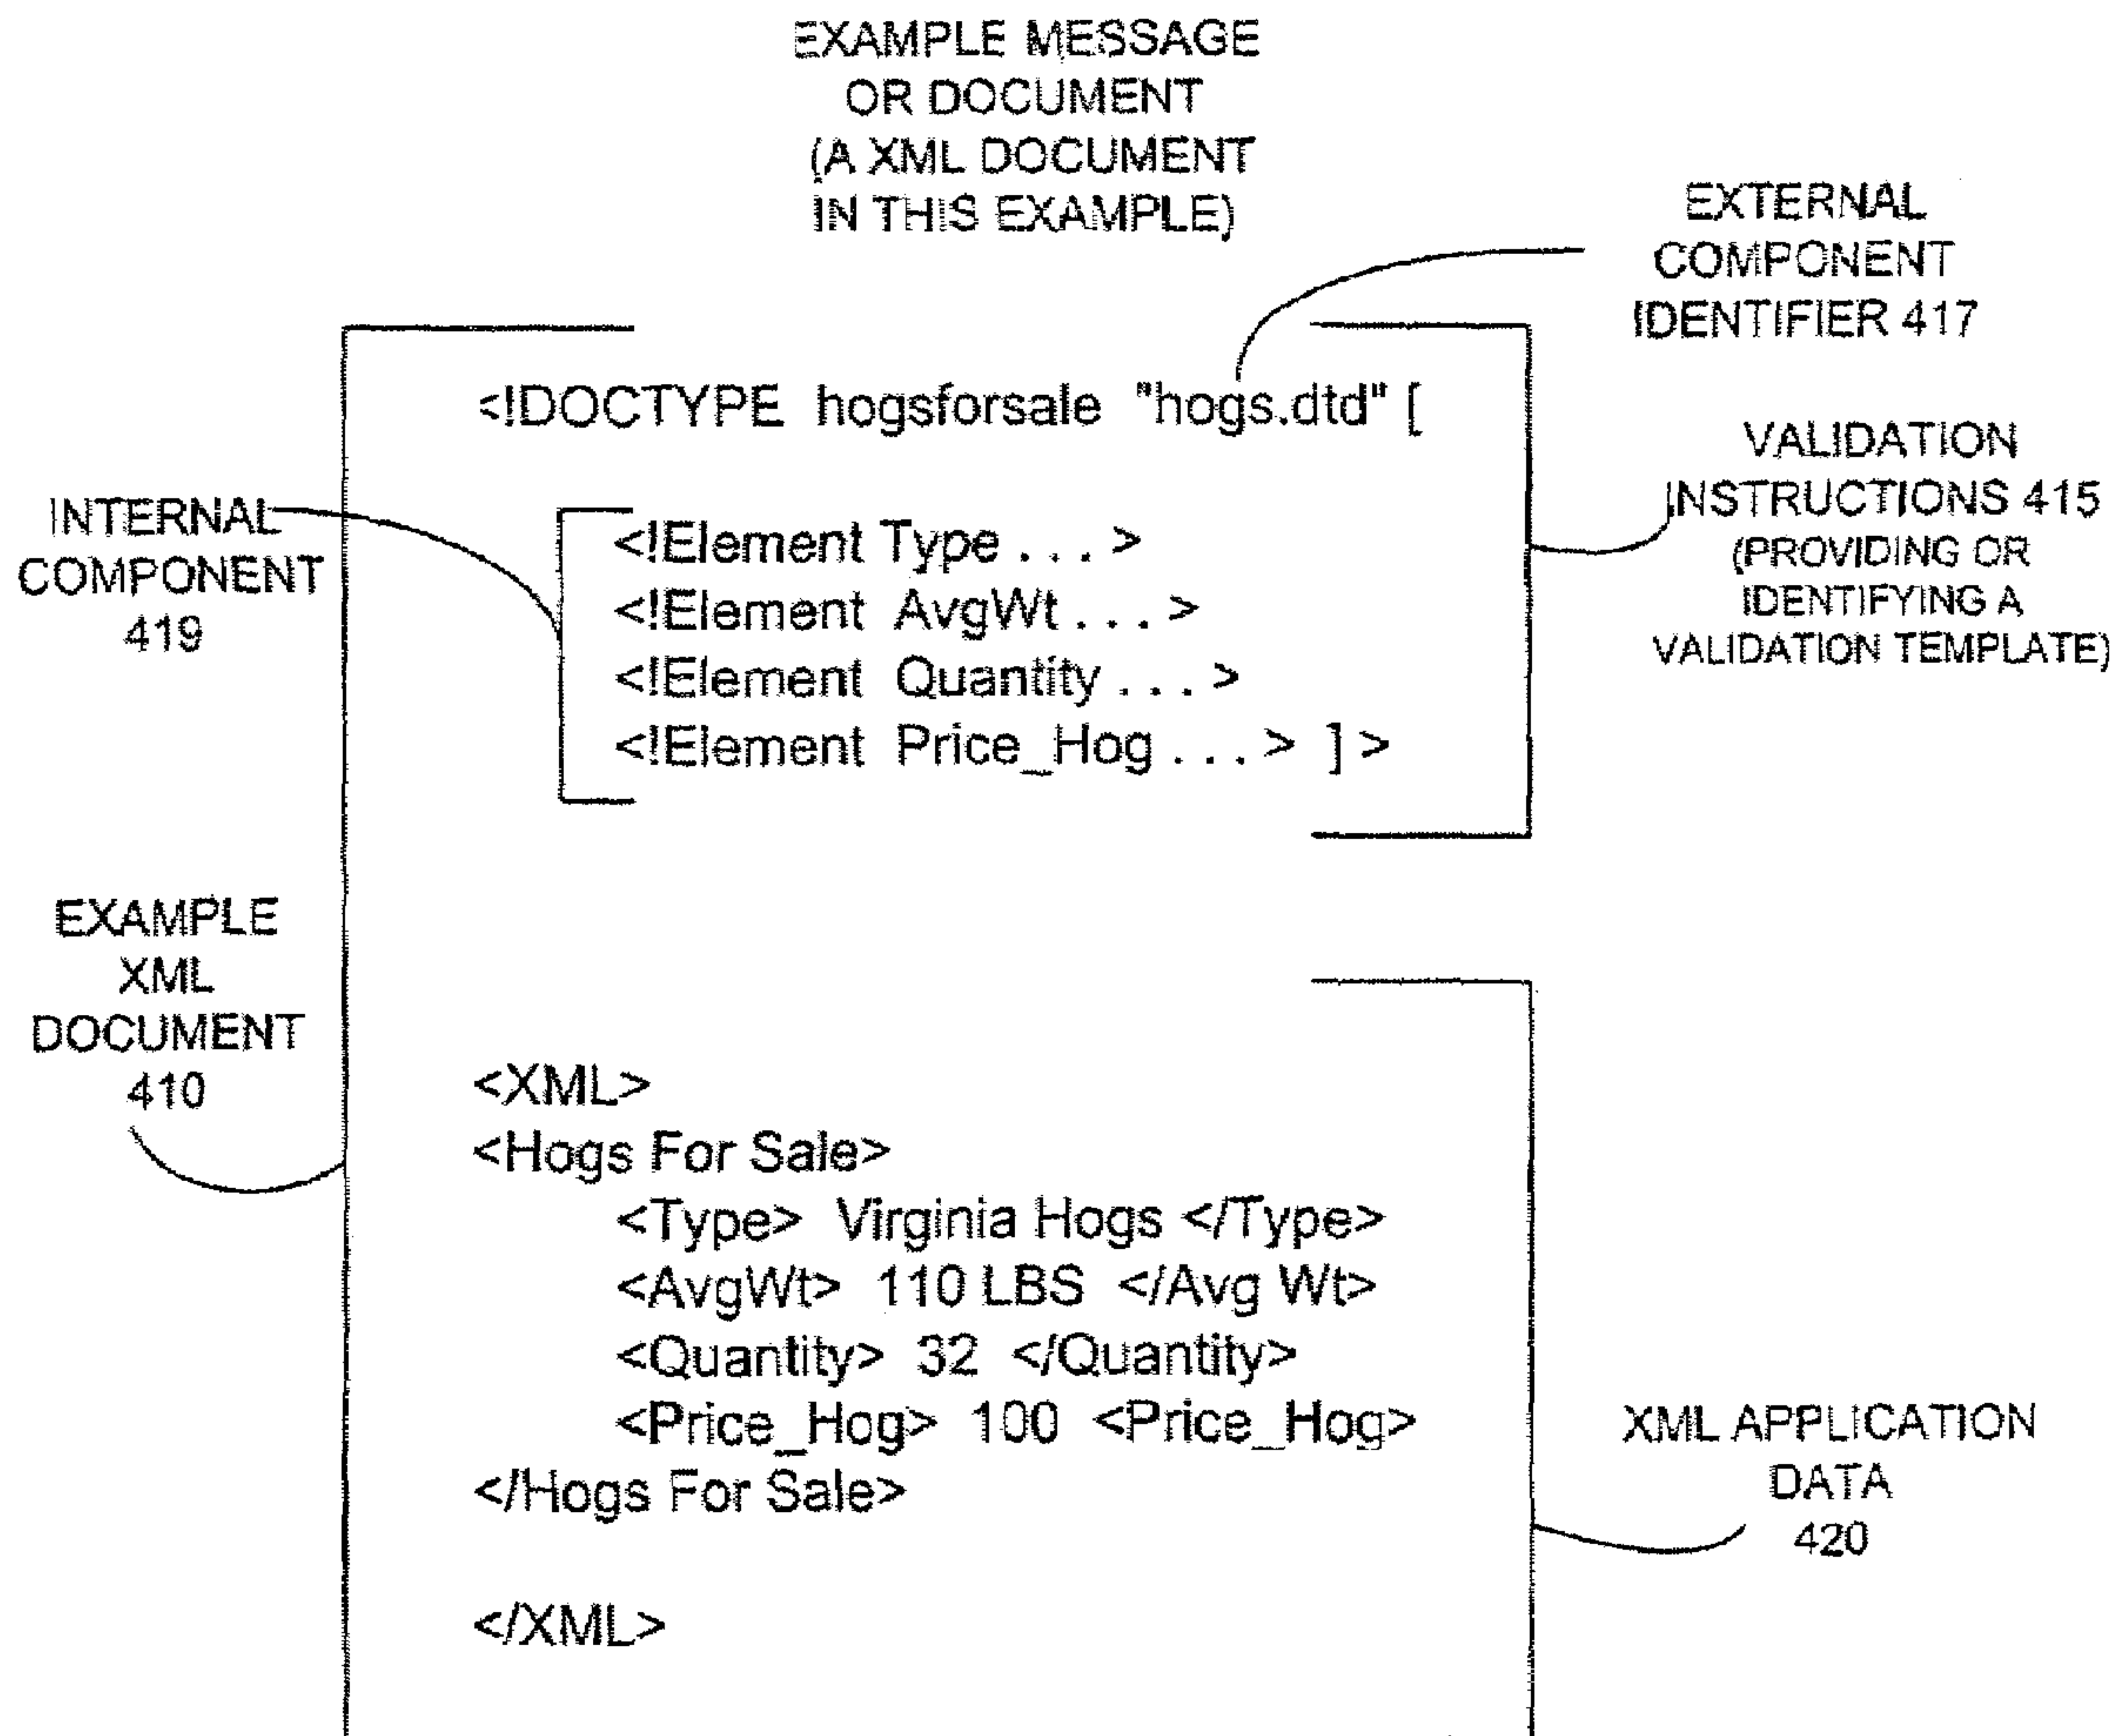 EXAMPLE MESSAGE
OR DOCUMENT
(A XML DOCUMENT
IN THIS EXAMPLE)
EXTERNAL
COMPONENT
IDENTIFIER 417
<!DOCTYPE hogsforsale "hogs.dtd" [
VALIDATION
INSTRUCTIONS 415
(PROVIDING OR
IDENTIFYING A
VALIDATION TEMPLATE)
INTERNAL
COMPONENT
419
<!Element Type . . . >
<!Element AvgWt . . . >
<!Element Quantity . . . >
<!Element Price_Hog . . . > ] >
EXAMPLE
XML
DOCUMENT
410
<XML>
<Hogs For Sale>
<Type> Virginia Hogs </Type>
<AvgWt> 110 LBS </Avg Wt>
<Quantity> 32 </Quantity>
<Price_Hog> 100 <Price_Hog>
</Hogs For Sale>
</XML>
XML APPLICATION
DATA
420